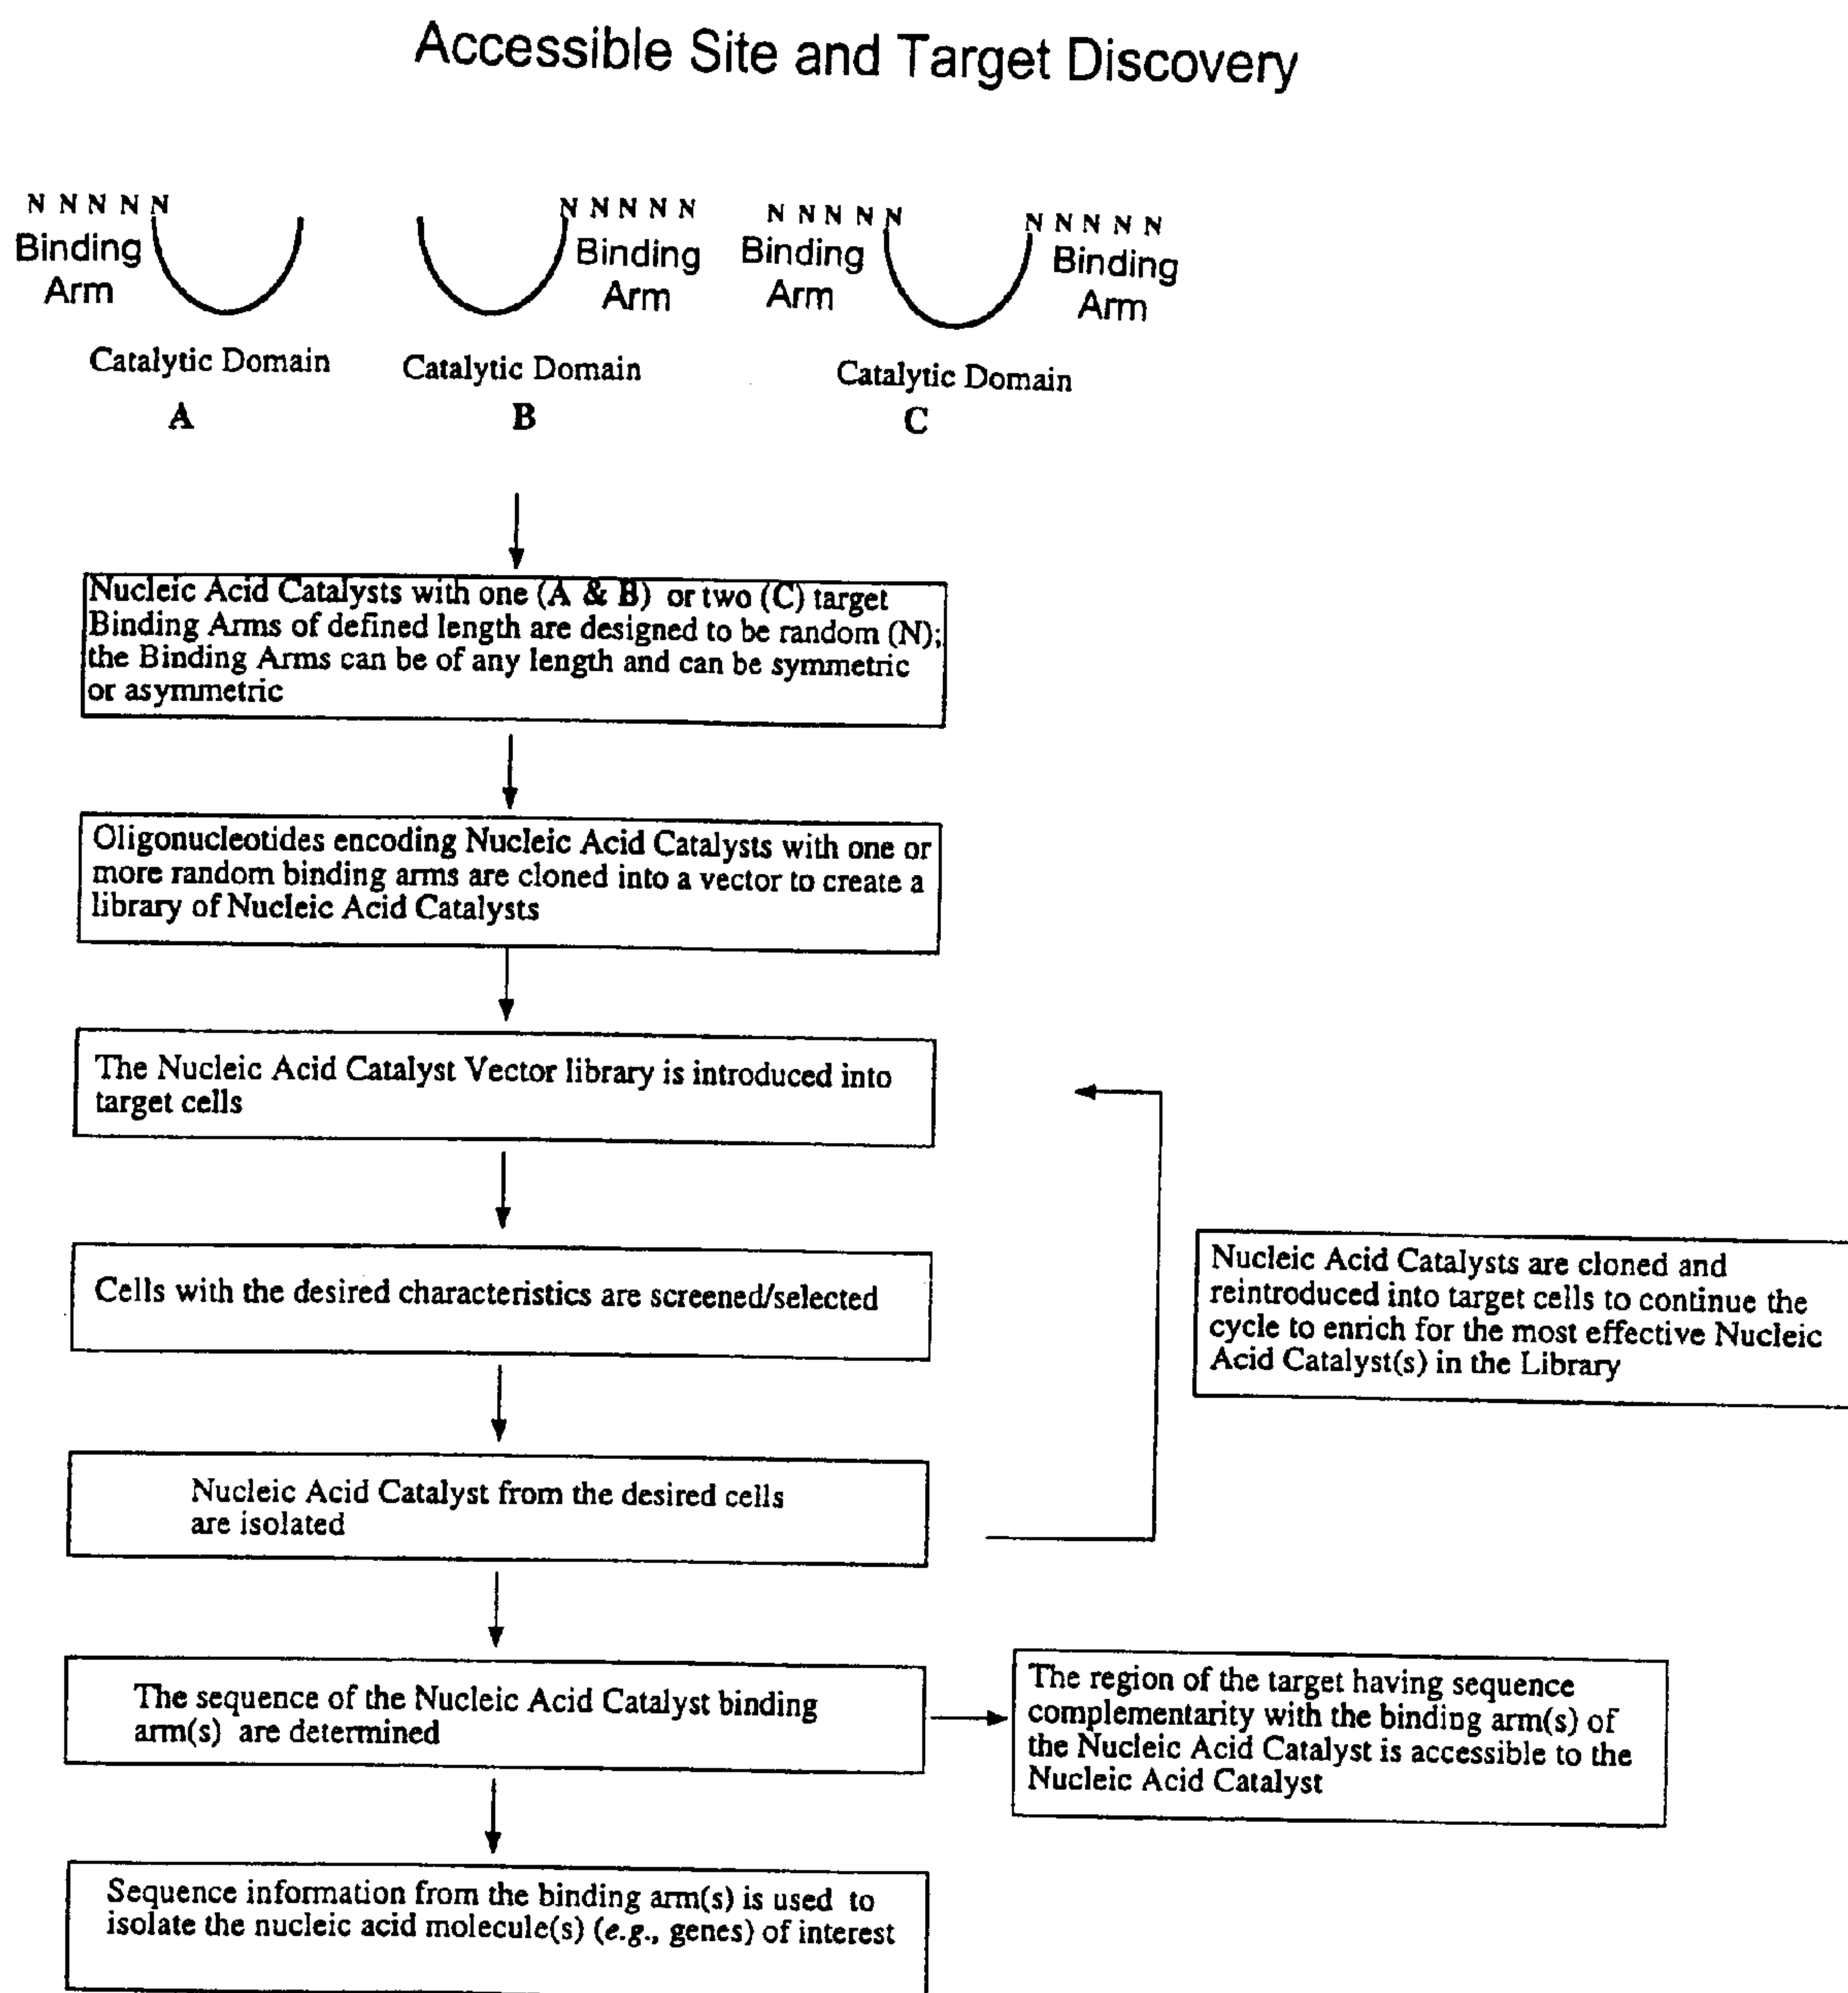 Accessible Site and Target Discovery
N N N N N
Binding
Arm
Catalytic Domain
A
N N N N N
Binding
Arm
Catalytic Domain
B
N N N N N
Binding
Arm
N N N N N
Binding
Arm
Catalytic Domain
C
Nucleic Acid Catalysts with one (A & B) or two (C) target
Binding Arms of defined length are designed to be random (N);
the Binding Arms can be of any length and can be symmetric
or asymmetric
Oligonucleotides encoding Nucleic Acid Catalysts with one or
more random binding arms are cloned into a vector to create a
library of Nucleic Acid Catalysts
The Nucleic Acid Catalyst Vector library is introduced into
target cells
Cells with the desired characteristics are screened/selected
Nucleic Acid Catalysts are cloned and
reintroduced into target cells to continue the
cycle to enrich for the most effective Nucleic
Acid Catalyst(s) in the Library
Nucleic Acid Catalyst from the desired cells
are isolated
The sequence of the Nucleic Acid Catalyst binding
arm(s) are determined
The region of the target having sequence
complementarity with the binding arm(s) of
the Nucleic Acid Catalyst is accessible to the
Nucleic Acid Catalyst
Sequence information from the binding arm(s) is used to
isolate the nucleic acid molecule(s) (e.g., genes) of interest